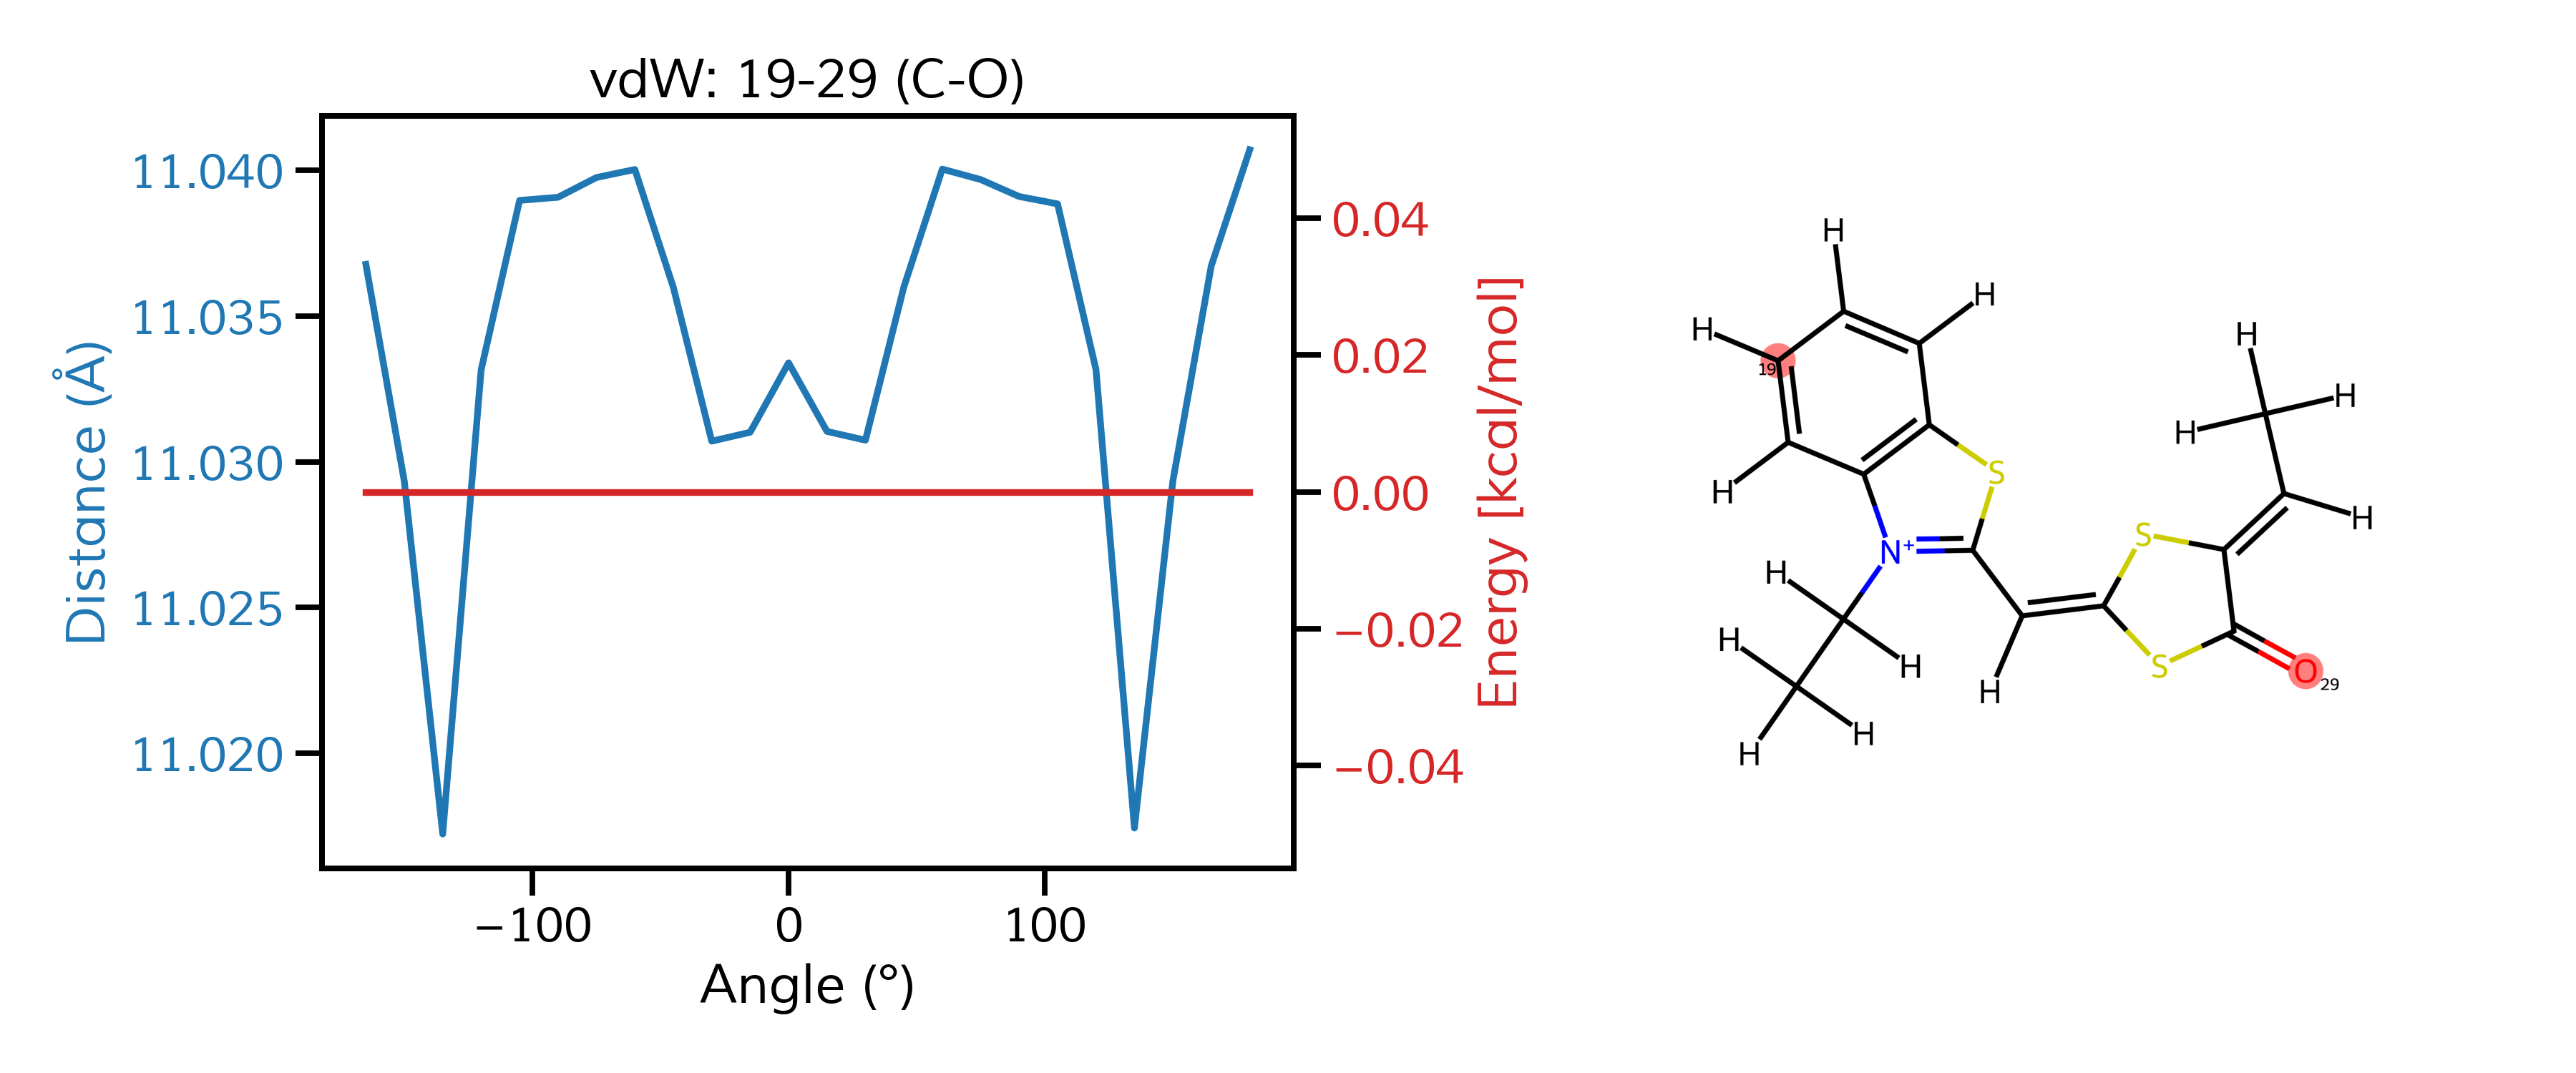 vdW: 19-29 (C-O)
11.040
11.035
11.030
11.025
11.020
Distance (Å)
−100
0
100
Angle (°)
0.04
0.02
0.00
−0.02
−0.04
Energy [kcal/mol]
H
H
H
19
H
S
N+
H
H
H
H
H
H
H
H
H
H
S
S
O
29